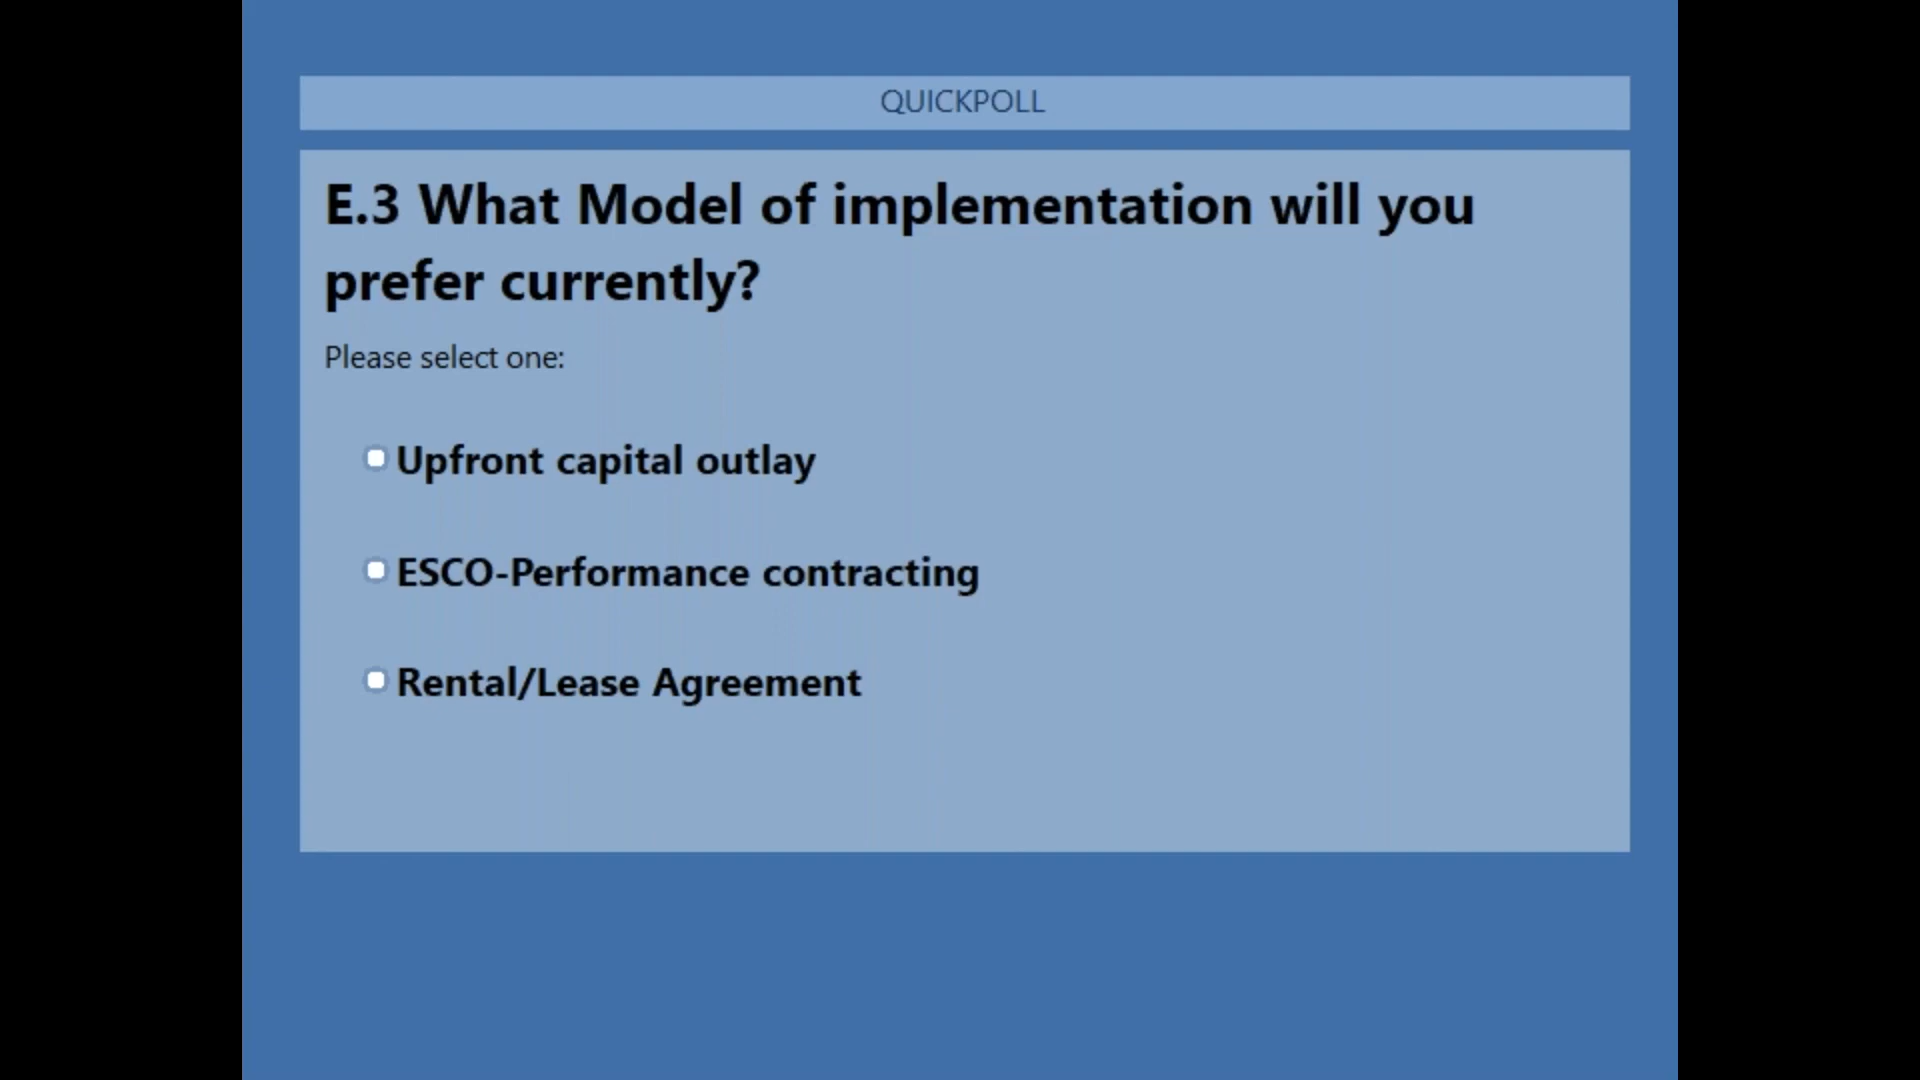 QUICKPOLL
E.3 What Model of implementation will you
prefer currently?
Please select one:
Upfront capital outlay
ESCO-Performance contracting
Rental/Lease Agreement